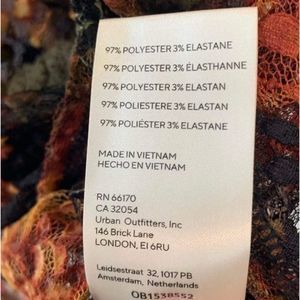 97% POLYESTER 3% ELASTANE
97% POLYESTER 3% ÉLASTHANNE
97% POLYESTER 3% ELASTAN
97% POLIESTERE 3% ELASTAN
97% POLIÉSTER 3% ELASTANE
MADE IN VIETNAM
HECHO EN VIETNAM
RN 66170
CA 32054
Urban Outfitters, Inc
146 Brick Lane
LONDON, EI 6RU
Leidsestraat 32, 1017 PB
Amsterdam, Netherlands
OB1538552